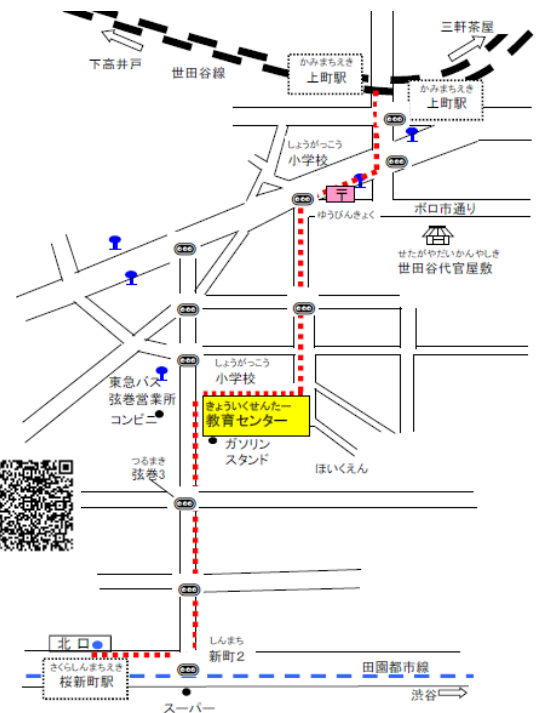 三軒茶屋
下高井戸
世田谷線
かみまちえき
上町駅
かみまちえき
上町駅
しょうがっこう
小学校
〒
ゆうびんきょく
ボロ市通り
せたがやだいかんやしき
世田谷代官屋敷
しょうがっこう
小学校
東急バス
弦巻営業所
コンビニ
きょういくせんたー
教育センター
ガソリン
スタンド
ほいくえん
つるまき
弦巻3
しんまち
新町2
北口
さくらしんまちえき
桜新町駅
田園都市線
渋谷
スーパー